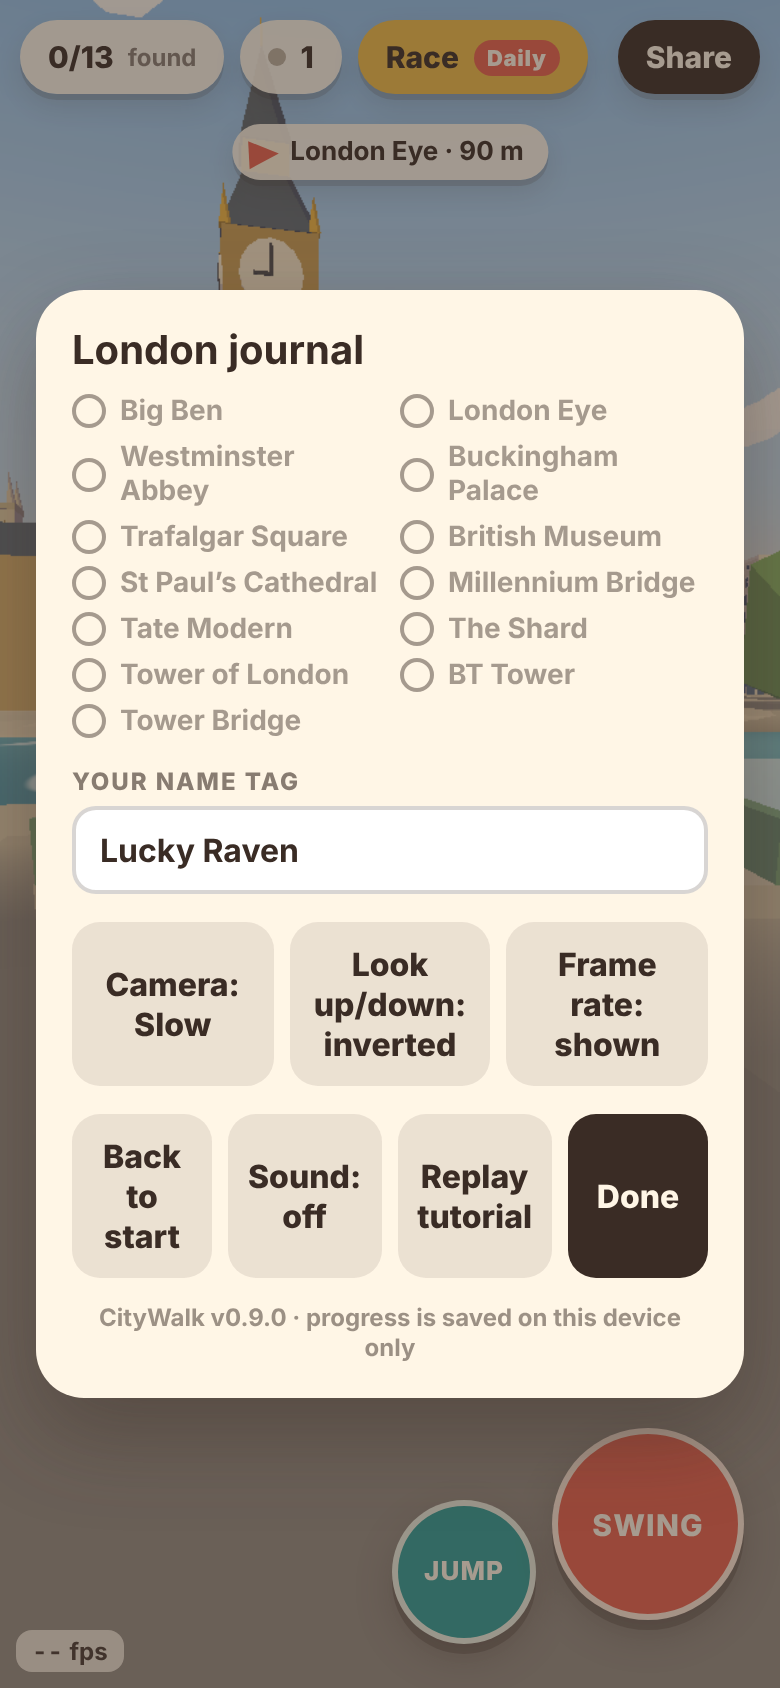 0/13 found
1
Race Daily
Share
London Eye · 90 m
London journal
Big Ben
London Eye
Westminster
Abbey
Buckingham
Palace
Trafalgar Square
British Museum
St Paul’s Cathedral
Millennium Bridge
Tate Modern
The Shard
Tower of London
BT Tower
Tower Bridge
YOUR NAME TAG
Lucky Raven
Camera:
Slow
Look
up/down:
inverted
Frame
rate:
shown
Back
to
start
Sound:
off
Replay
tutorial
Done
CityWalk v0.9.0 · progress is saved on this device
only
SWING
JUMP
-- fps